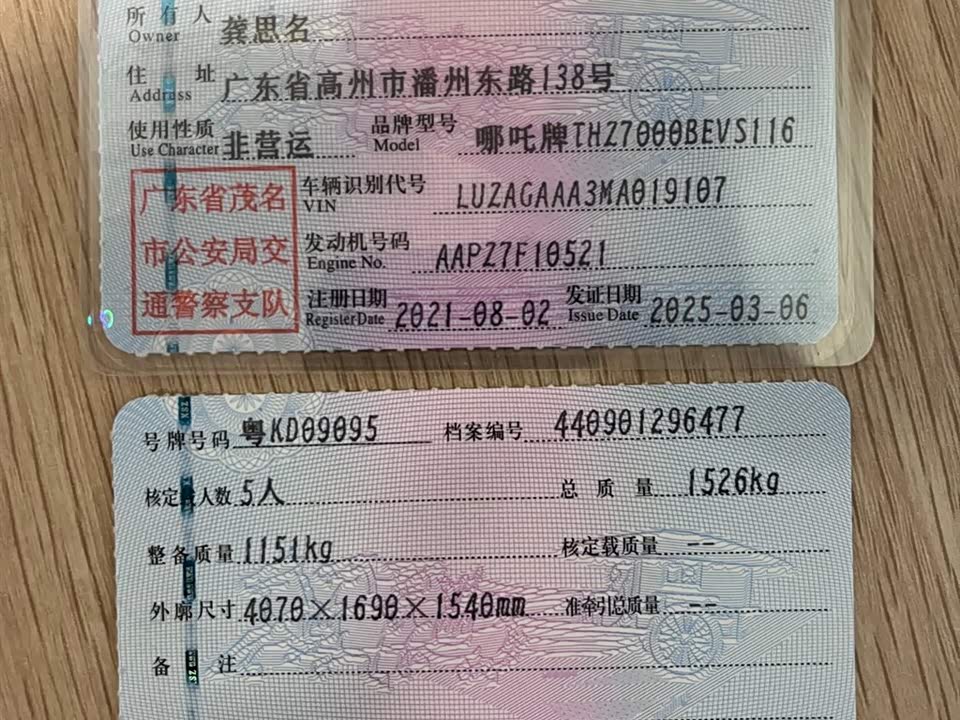 所有人 龚思名
Owner
住址 广东省高州市潘州东路138号
Address
使用性质 非营运 品牌型号 哪吒牌THZ7000BEVS116
Use Character Model
广东省茂名
市公安局交
通警察支队
车辆识别代号 LUZAGAAA3MA019107
VIN
发动机号码 AAPZ7F10521
Engine No.
注册日期 2021-08-02 发证日期 2025-03-06
Register Date Issue Date
号牌号码 粤KD09095 档案编号 440901296477
核定人数 5人 总质量 1526kg
整备质量 1151kg 核定载质量 --
外廓尺寸 4070×1690×1540mm 准牵引总质量 --
备注